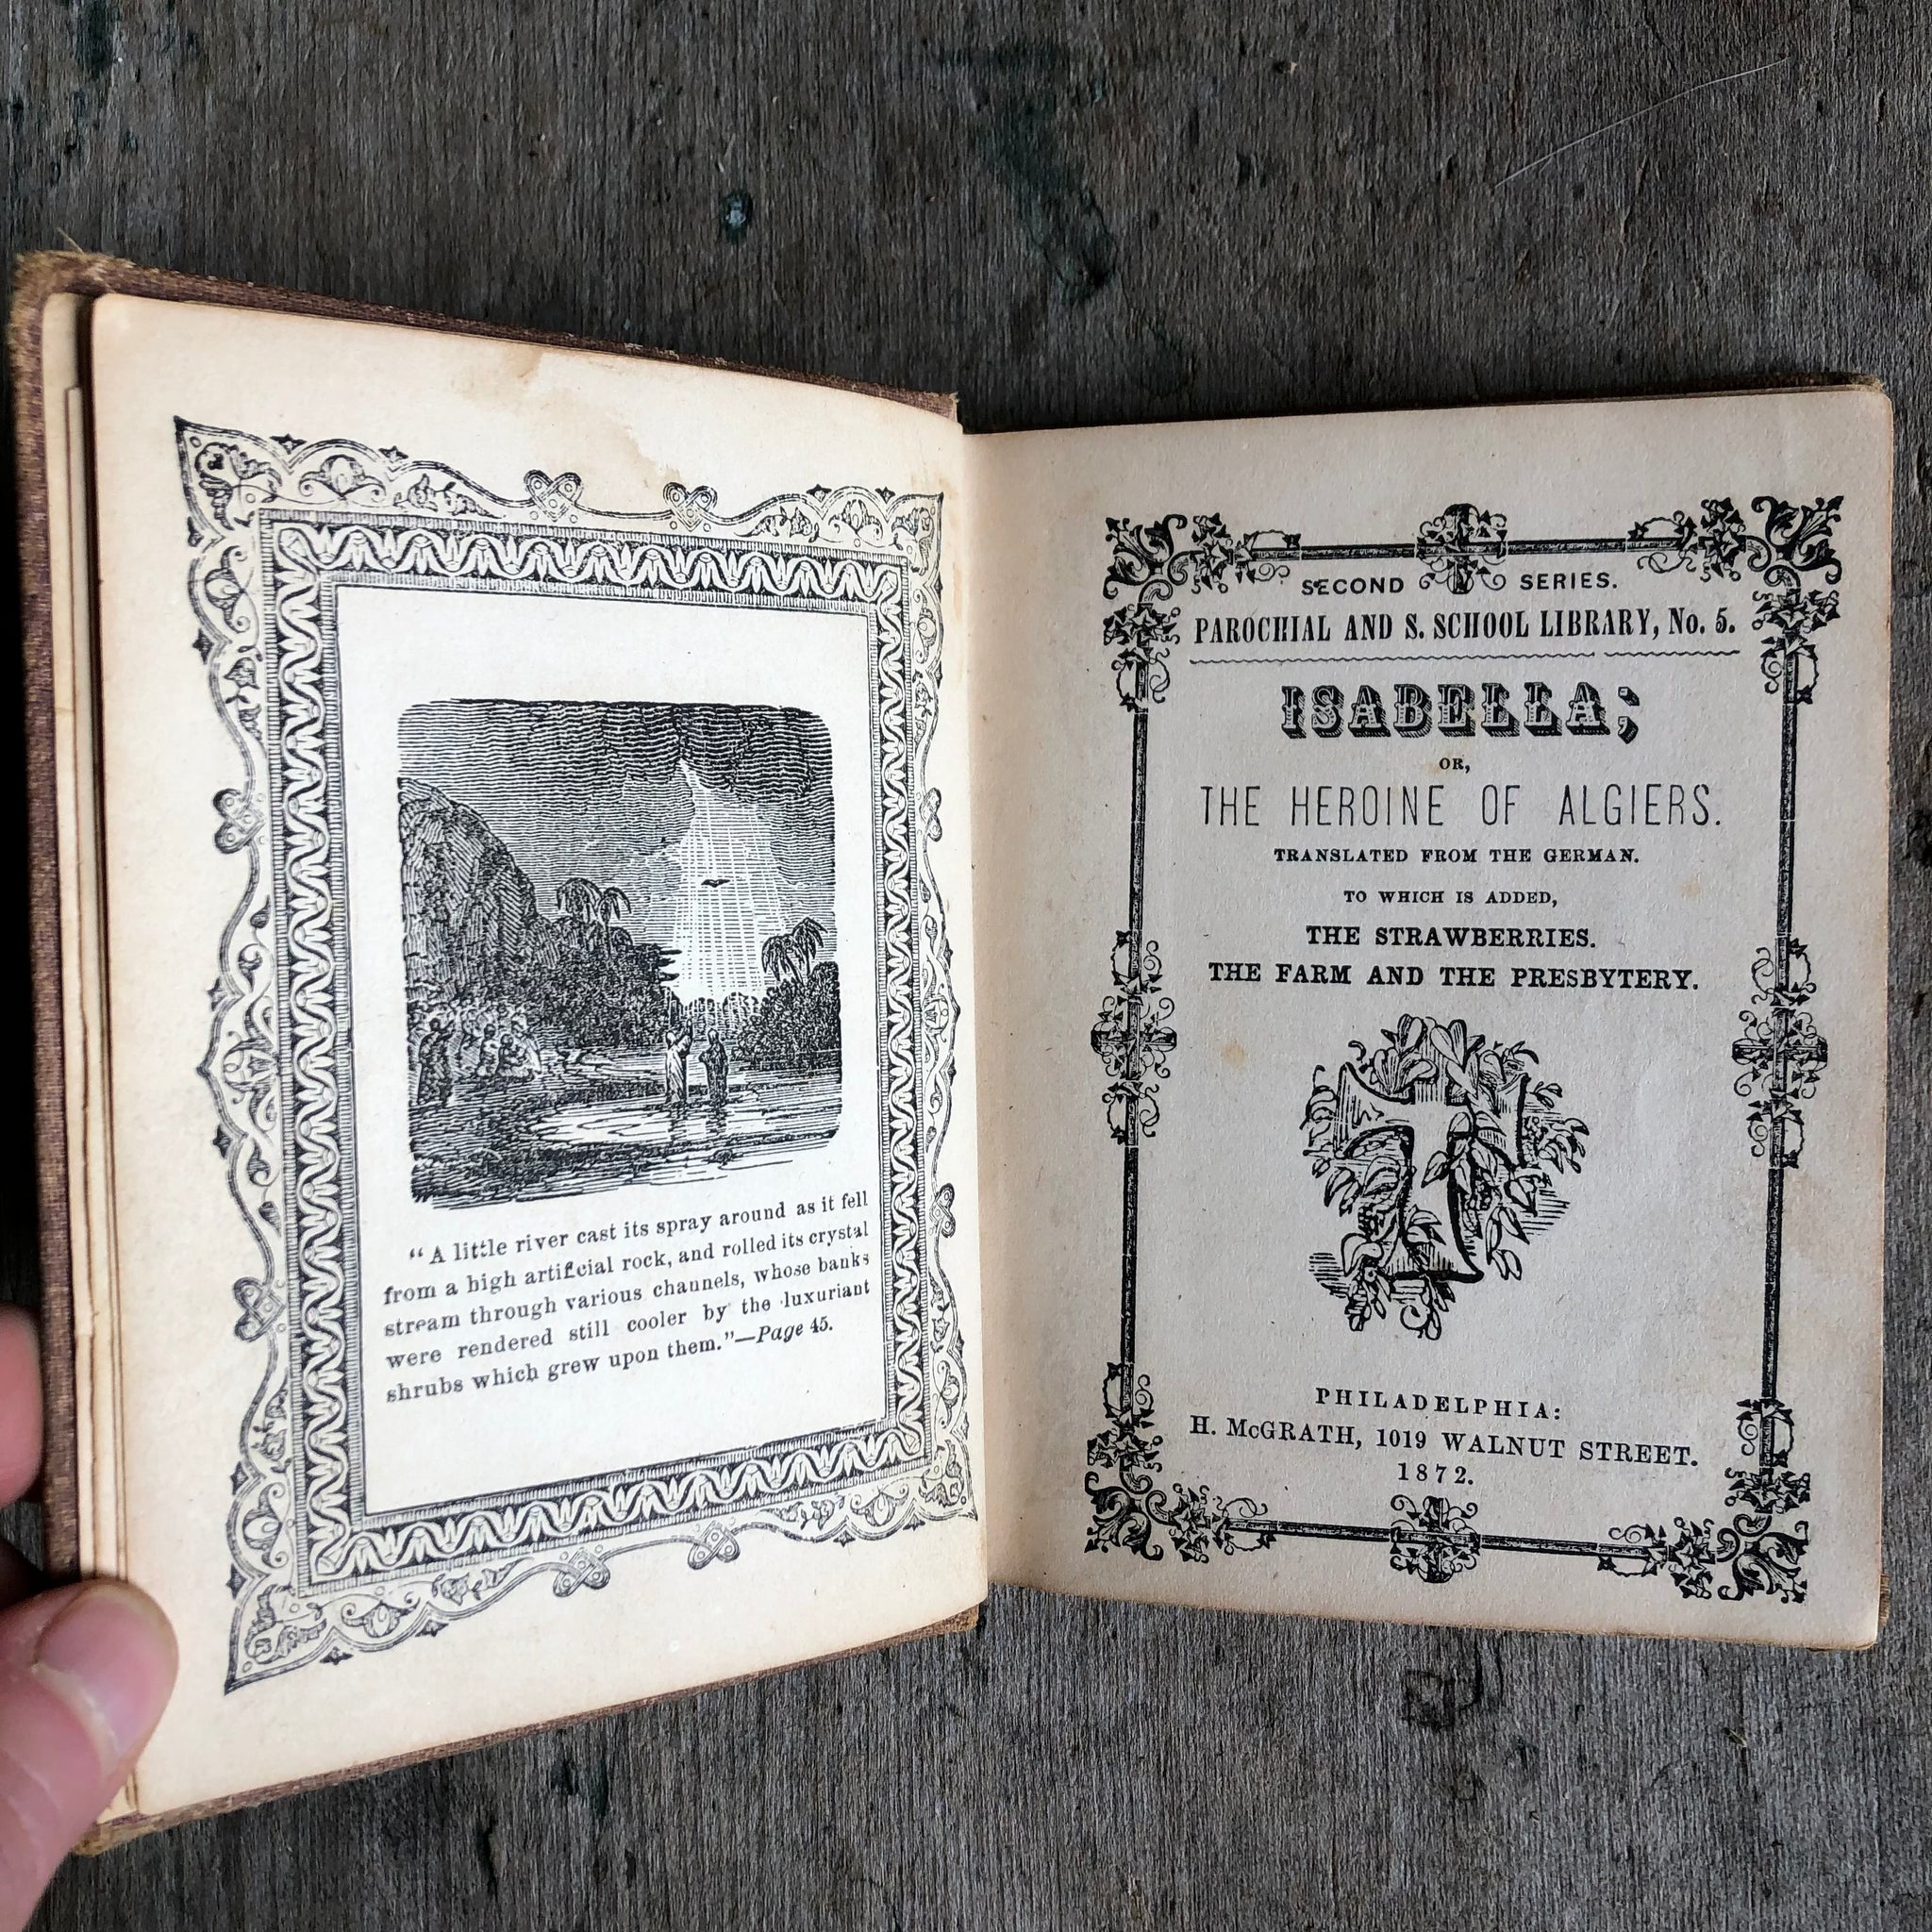 “A little river cast its spray around as it fell
from a high artificial rock, and rolled its crystal
stream through various channels, whose banks
were rendered still cooler by the luxuriant
shrubs which grew upon them.”—Page 45.
SECOND SERIES.
PAROCHIAL AND S. SCHOOL LIBRARY, No. 5.
ISABELLA;
OR,
THE HEROINE OF ALGIERS.
TRANSLATED FROM THE GERMAN.
TO WHICH IS ADDED,
THE STRAWBERRIES.
THE FARM AND THE PRESBYTERY.
PHILADELPHIA:
H. McGRATH, 1019 WALNUT STREET.
1872.